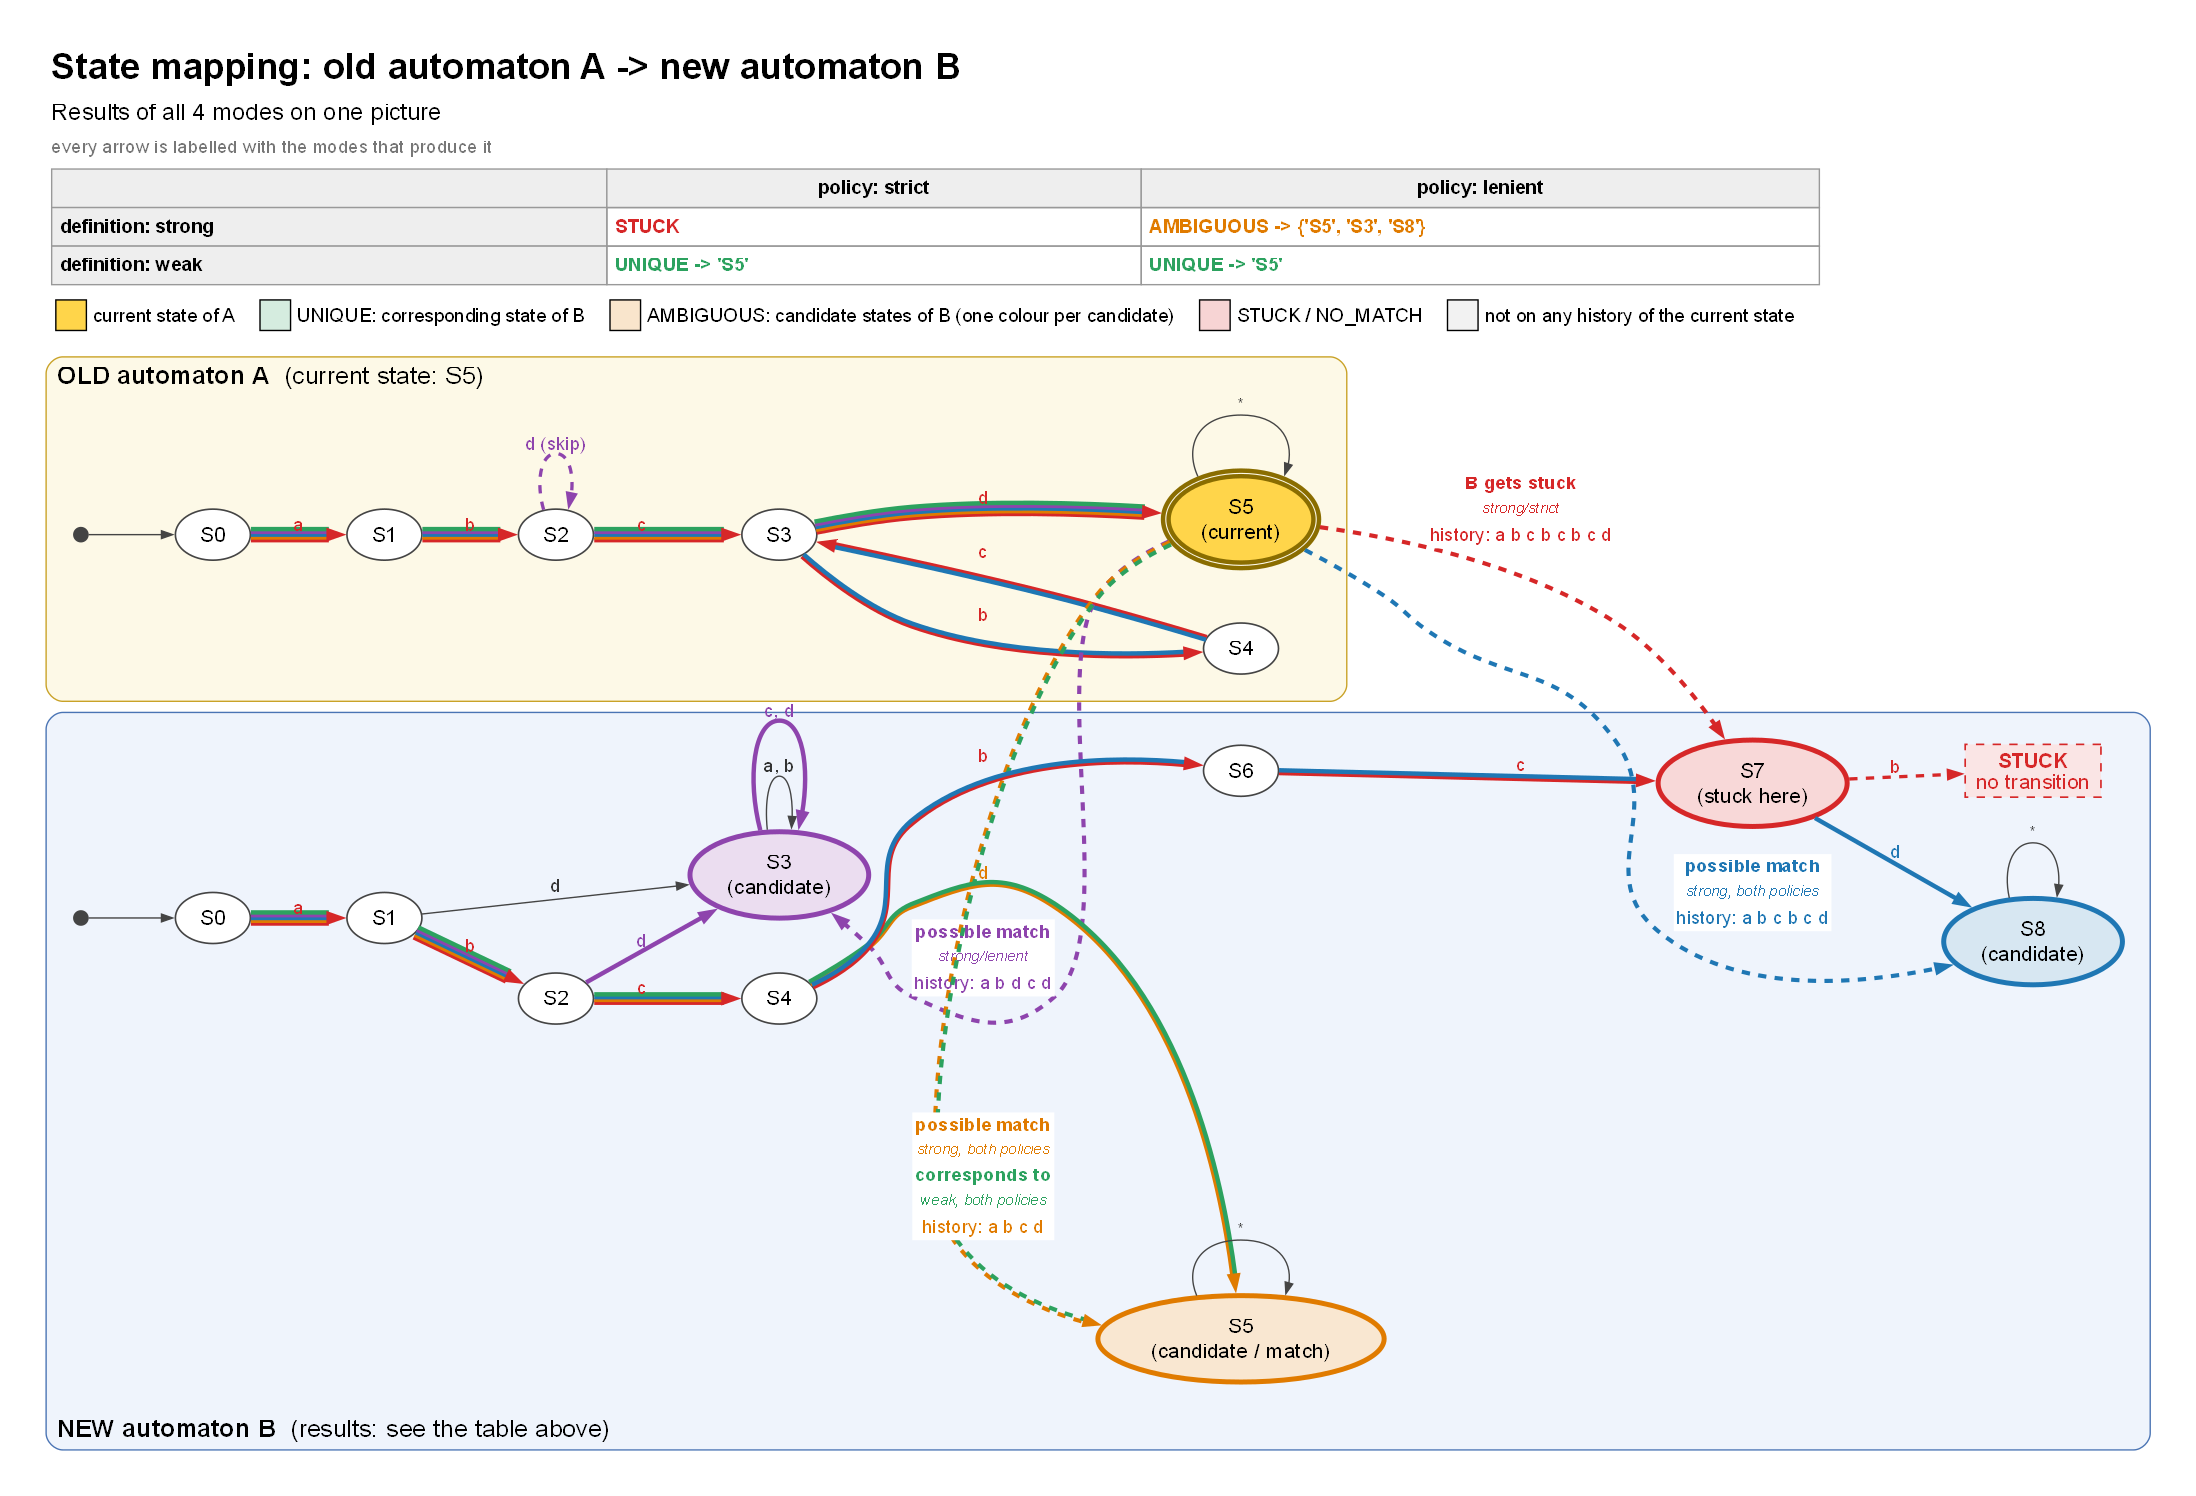 State mapping: old automaton A -> new automaton B
Results of all 4 modes on one picture
every arrow is labelled with the modes that produce it
policy: strict policy: lenient
definition: strong STUCK AMBIGUOUS -> {'S5', 'S3', 'S8'}
definition: weak UNIQUE -> 'S5' UNIQUE -> 'S5'
current state of A UNIQUE: corresponding state of B AMBIGUOUS: candidate states of B (one colour per candidate) STUCK / NO_MATCH not on any history of the current state
OLD automaton A (current state: S5)
*
d (skip)
S0
a
S1
b
S2
c
S3
d
S5
(current)
c
b
S4
B gets stuck
strong/strict
history: a b c b c b c d
c, d
a, b
S3
(candidate)
b
S6
c
S7
(stuck here)
b
STUCK
no transition
d
*
S8
(candidate)
possible match
strong, both policies
history: a b c b c d
S0
a
S1
d
b
S2
d
c
S4
d
possible match
strong/lenient
history: a b d c d
possible match
strong, both policies
corresponds to
weak, both policies
history: a b c d
*
S5
(candidate / match)
NEW automaton B (results: see the table above)